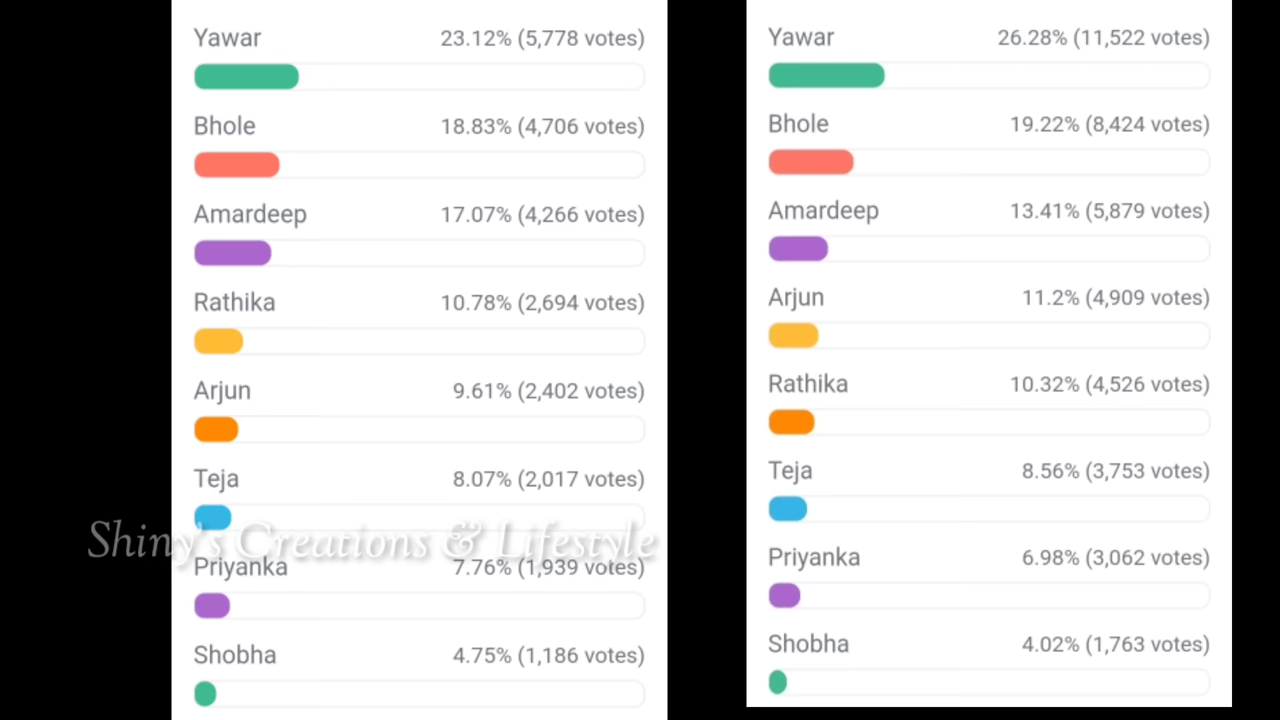 Yawar 23.12% (5,778 votes)
Bhole 18.83% (4,706 votes)
Amardeep 17.07% (4,266 votes)
Rathika 10.78% (2,694 votes)
Arjun 9.61% (2,402 votes)
Teja 8.07% (2,017 votes)
Shiny's Creations & Lifestyle
Priyanka 7.76% (1,939 votes)
Shobha 4.75% (1,186 votes)
Yawar 26.28% (11,522 votes)
Bhole 19.22% (8,424 votes)
Amardeep 13.41% (5,879 votes)
Arjun 11.2% (4,909 votes)
Rathika 10.32% (4,526 votes)
Teja 8.56% (3,753 votes)
Priyanka 6.98% (3,062 votes)
Shobha 4.02% (1,763 votes)